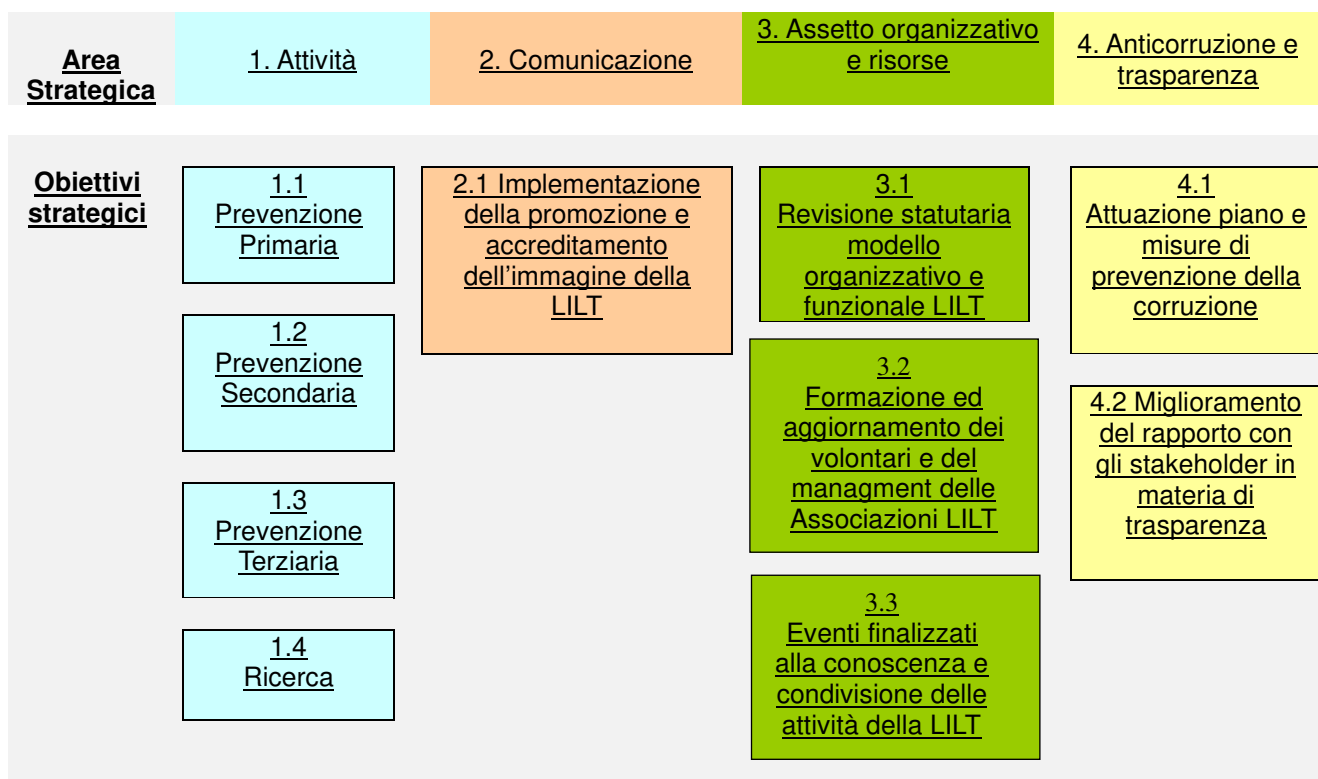 Area
Strategica
1. Attività
2. Comunicazione
3. Assetto organizzativo
e risorse
4. Anticorruzione e
trasparenza
Obiettivi
strategici
1.1
Prevenzione
Primaria
1.2
Prevenzione
Secondaria
1.3
Prevenzione
Terziaria
1.4
Ricerca
2.1 Implementazione
della promozione e
accreditamento
dell'immagine della
LILT
3.1
Revisione statutaria
modello
organizzativo e
funzionale LILT
3.2
Formazione ed
aggiornamento dei
volontari e del
managment delle
Associazioni LILT
3.3
Eventi finalizzati
alla conoscenza e
condivisione delle
attività della LILT
4.1
Attuazione piano e
misure di
prevenzione della
corruzione
4.2 Miglioramento
del rapporto con
gli stakeholder in
materia di
trasparenza